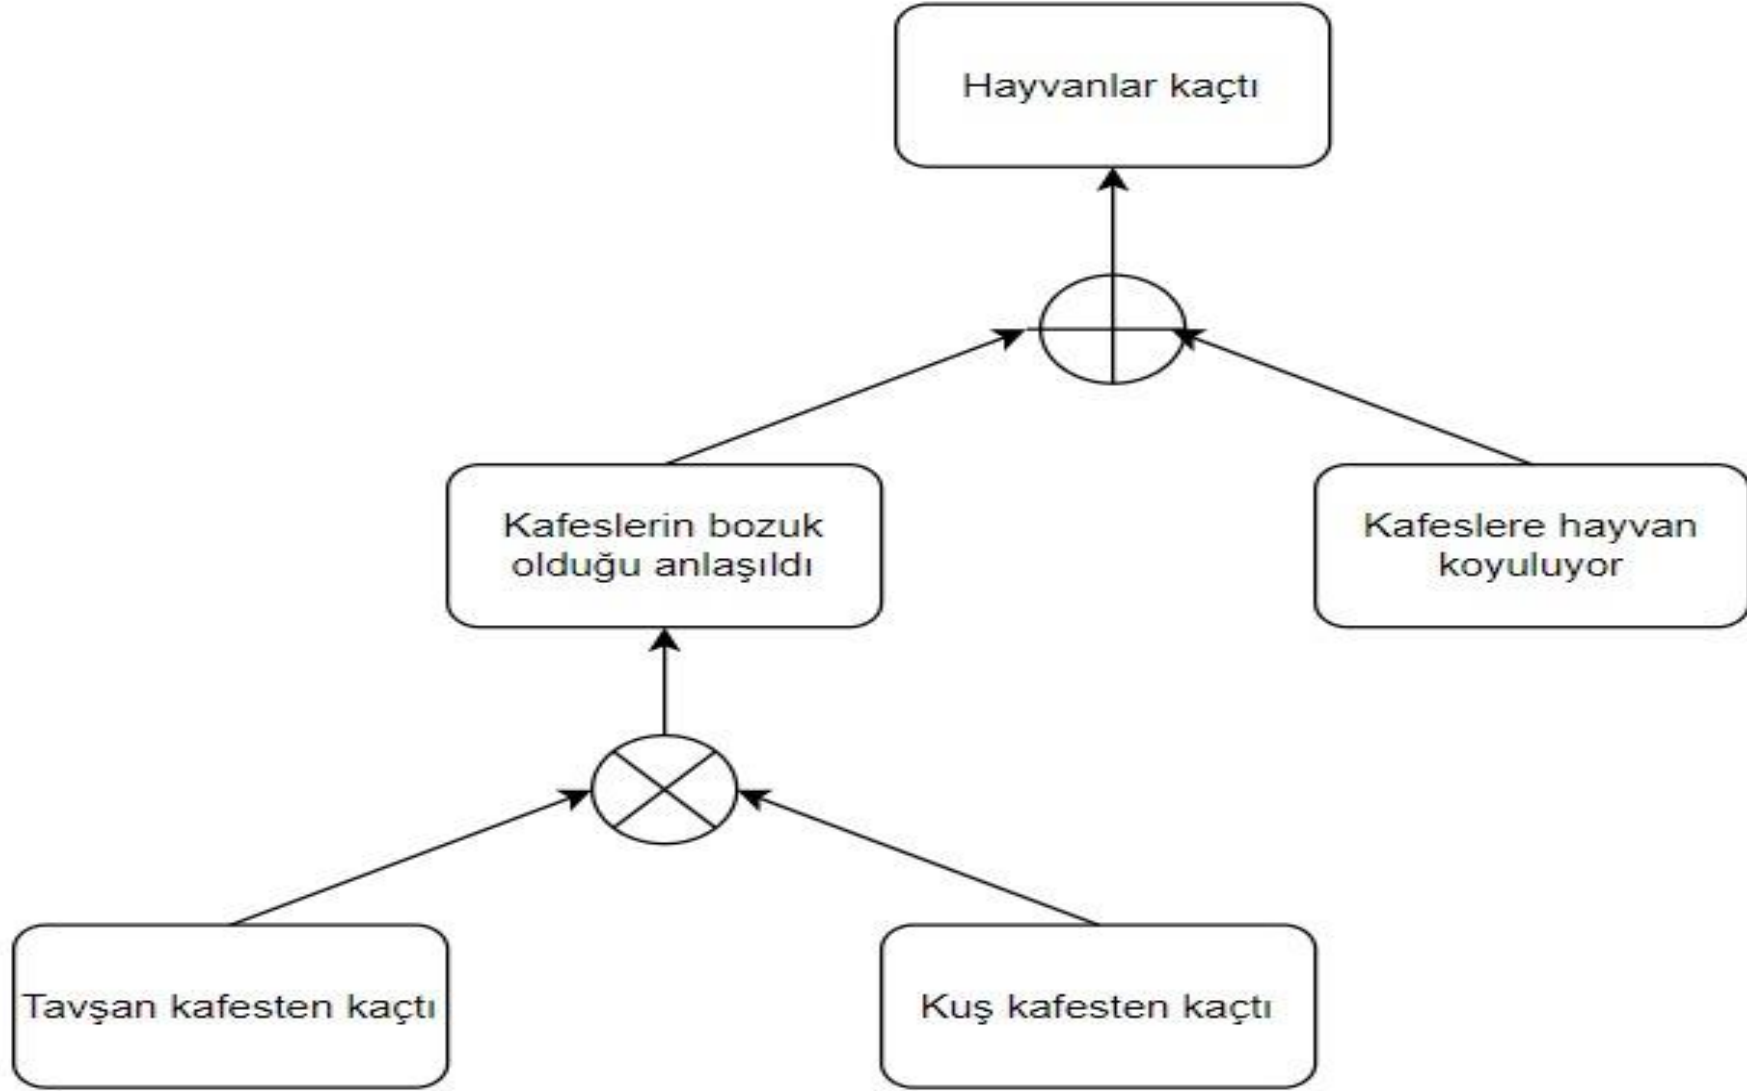 Hayvanlar kaçtı
Kafeslerin bozuk
olduğu anlaşıldı
Kafeslere hayvan
koyuluyor
Tavşan kafesten kaçtı
Kuş kafesten kaçtı